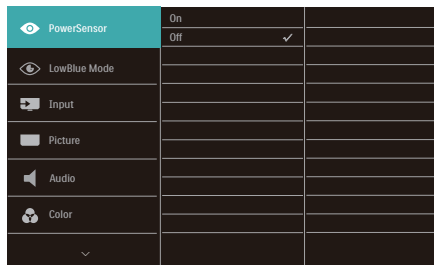 PowerSensor
On
Off
LowBlue Mode
Input
Picture
Audio
Color